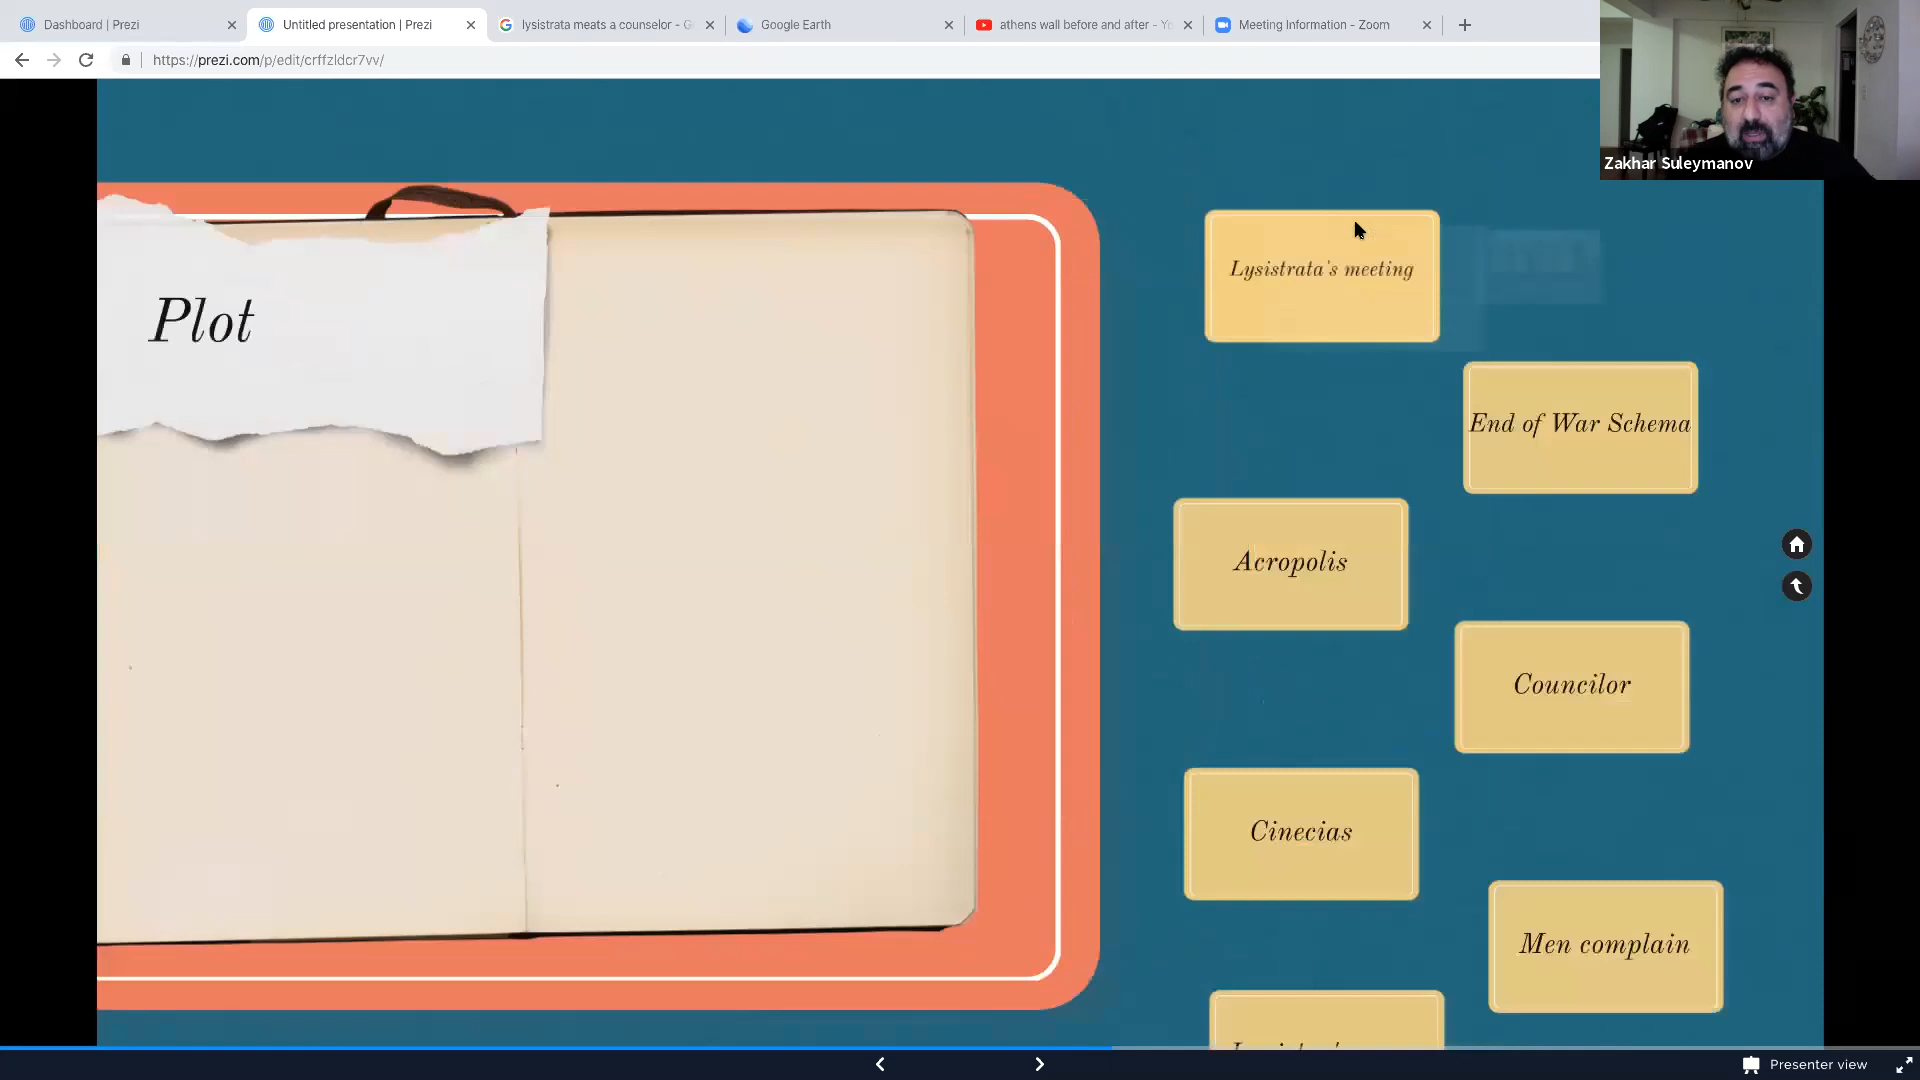 Dashboard | Prezi
Untitled presentation | Prezi
lysistrata meats a counselor - G
Google Earth
athens wall before and after - Yo
Meeting Information - Zoom
https://prezi.com/p/edit/crffzldcr7vv/
Zakhar Suleymanov
Plot
Lysistrata's meeting
End of War Schema
Acropolis
Councilor
Cinecias
Men complain
Presenter view